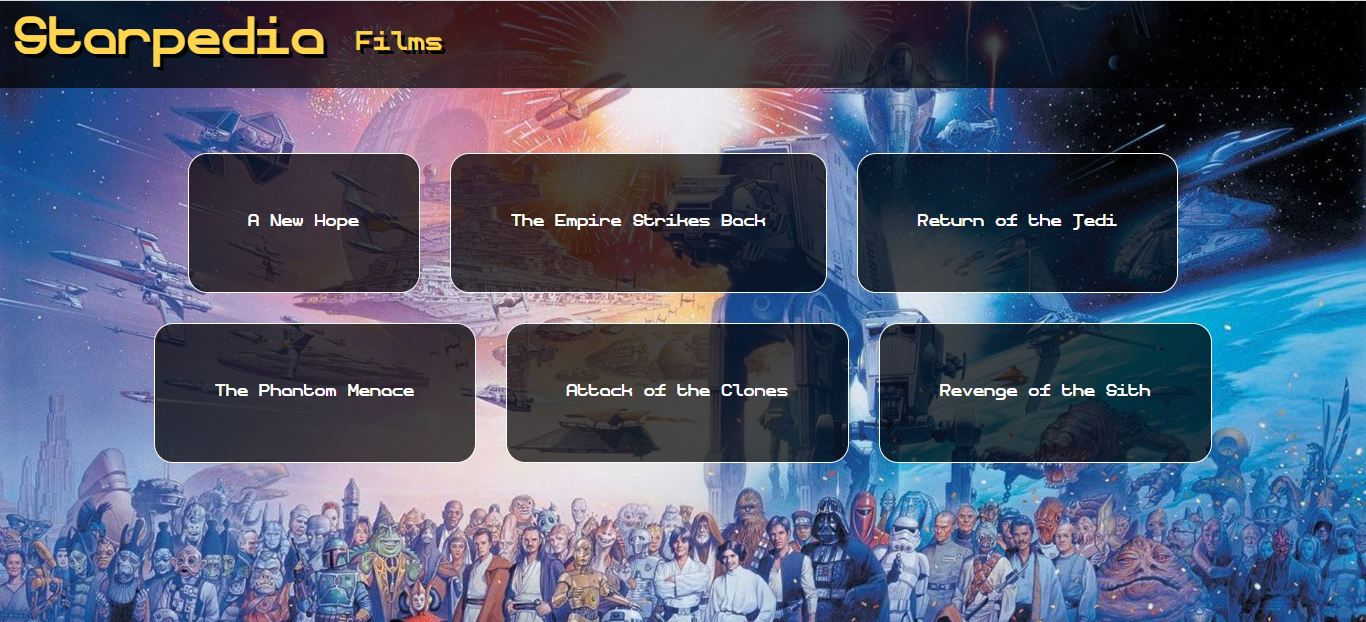 Starpedia Films
A New Hope
The Empire Strikes Back
Return of the Jedi
The Phantom Menace
Attack of the Clones
Revenge of the Sith